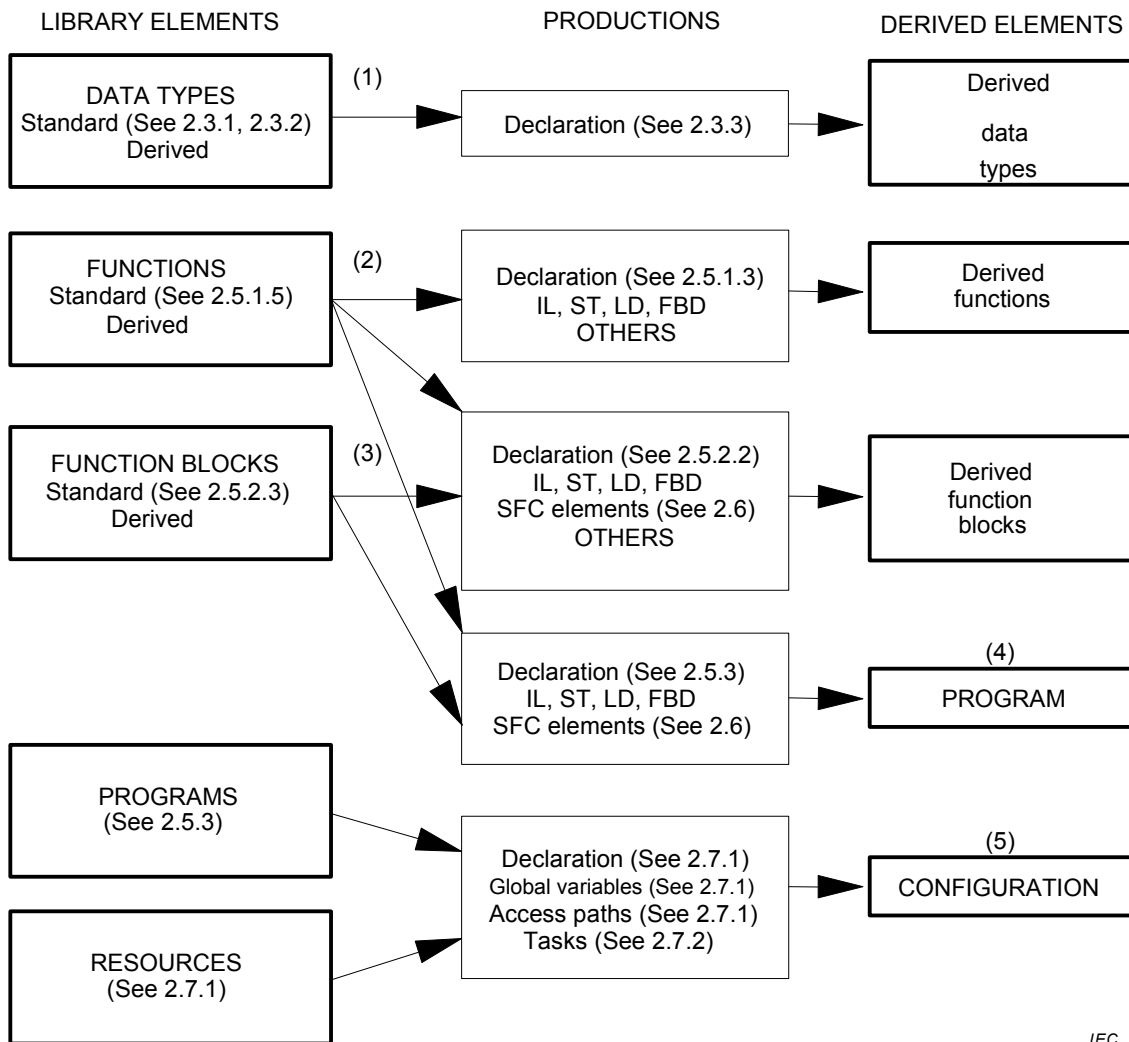 LIBRARY ELEMENTS
PRODUCTIONS
DERIVED ELEMENTS
DATA TYPES
Standard (See 2.3.1, 2.3.2)
Derived
(1)
Declaration (See 2.3.3)
Derived
data
types
FUNCTIONS
Standard (See 2.5.1.5)
Derived
(2)
Declaration (See 2.5.1.3)
IL, ST, LD, FBD
OTHERS
Derived
functions
FUNCTION BLOCKS
Standard (See 2.5.2.3)
Derived
(3)
Declaration (See 2.5.2.2)
IL, ST, LD, FBD
SFC elements (See 2.6)
OTHERS
Derived
function
blocks
Declaration (See 2.5.3)
IL, ST, LD, FBD
SFC elements (See 2.6)
(4)
PROGRAM
PROGRAMS
(See 2.5.3)
Declaration (See 2.7.1)
Global variables (See 2.7.1)
Access paths (See 2.7.1)
Tasks (See 2.7.2)
(5)
CONFIGURATION
RESOURCES
(See 2.7.1)
IEC